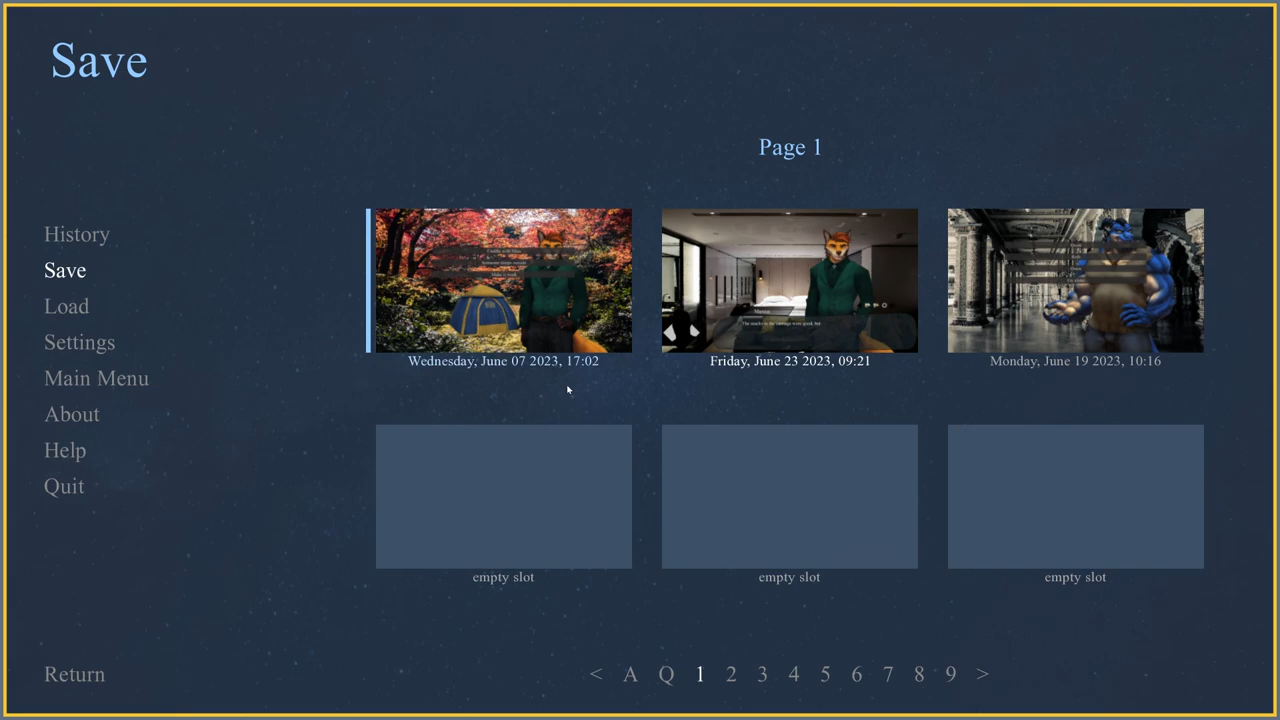 Save
Page 1
History
Save
Load
Settings
Main Menu
About
Help
Quit
Wednesday, June 07 2023, 17:02
Friday, June 23 2023, 09:21
Monday, June 19 2023, 10:16
empty slot
empty slot
empty slot
Return
< A Q 1 2 3 4 5 6 7 8 9 >